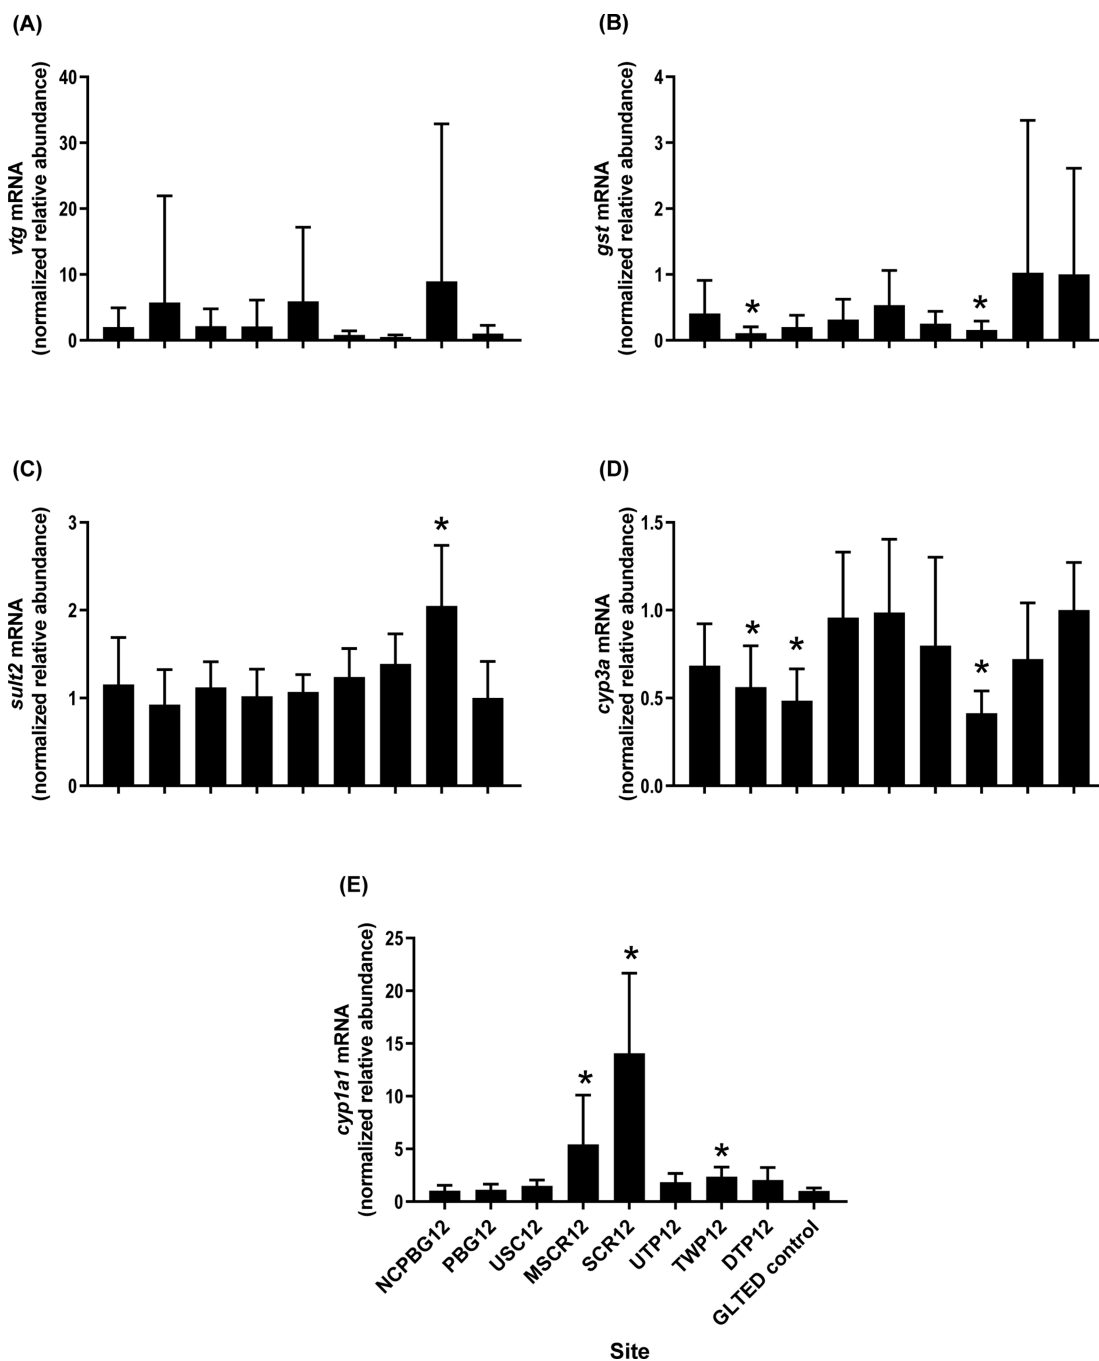 (A)
vtg mRNA
(normalized relative abundance)
40
30
20
10
0
(B)
gst mRNA
(normalized relative abundance)
4
3
2
1
0
*
*
(C)
sult2 mRNA
(normalized relative abundance)
3
2
1
0
*
(D)
cyp3a mRNA
(normalized relative abundance)
1.5
1.0
0.5
0.0
*
*
*
(E)
cyp1a1 mRNA
(normalized relative abundance)
25
20
15
10
5
0
*
*
*
NCPBG12
PBG12
USC12
MSCR12
SCR12
UTP12
TWP12
DTP12
GLTED control
Site